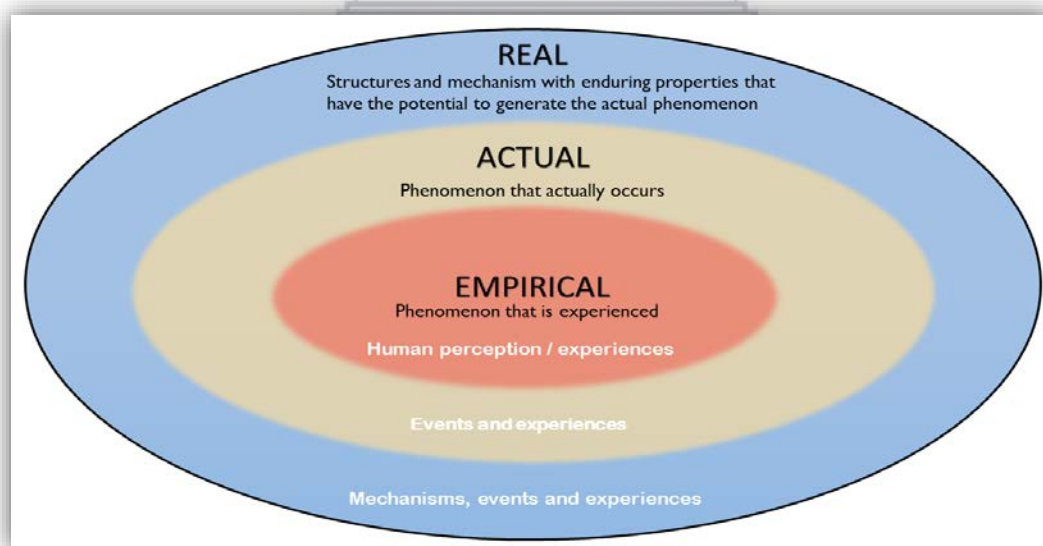 REAL
Structures and mechanism with enduring properties that
have the potential to generate the actual phenomenon
ACTUAL
Phenomenon that actually occurs
EMPIRICAL
Phenomenon that is experienced
Human perception / experiences
Events and experiences
Mechanisms, events and experiences